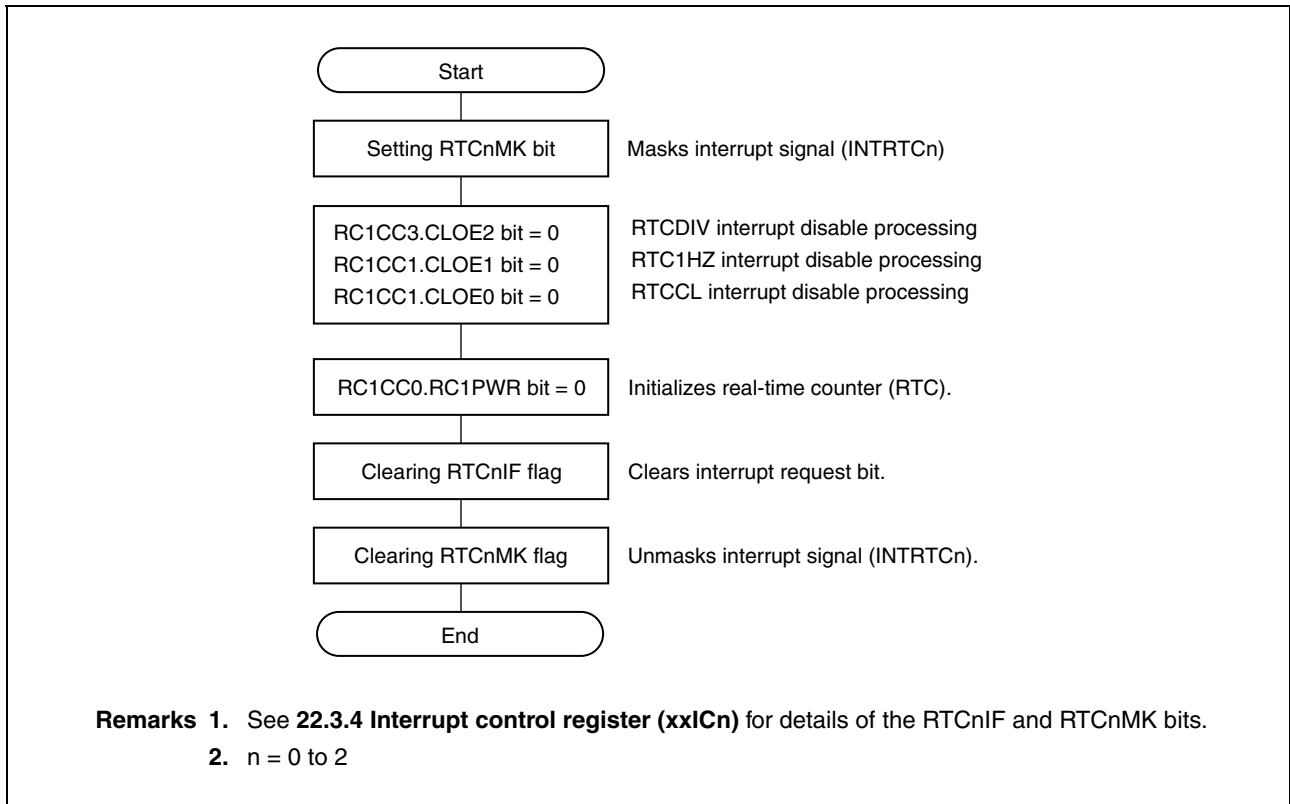 Start
Setting RTCnMK bit
Masks interrupt signal (INTRTCn)
RC1CC3.CLOE2 bit = 0
RTCDIV interrupt disable processing
RC1CC1.CLOE1 bit = 0
RTC1HZ interrupt disable processing
RC1CC1.CLOE0 bit = 0
RTCCL interrupt disable processing
RC1CC0.RC1PWR bit = 0
Initializes real-time counter (RTC).
Clearing RTCnIF flag
Clears interrupt request bit.
Clearing RTCnMK flag
Unmasks interrupt signal (INTRTCn).
End
Remarks 1. See 22.3.4 Interrupt control register (xxICn) for details of the RTCnIF and RTCnMK bits.
2. n = 0 to 2